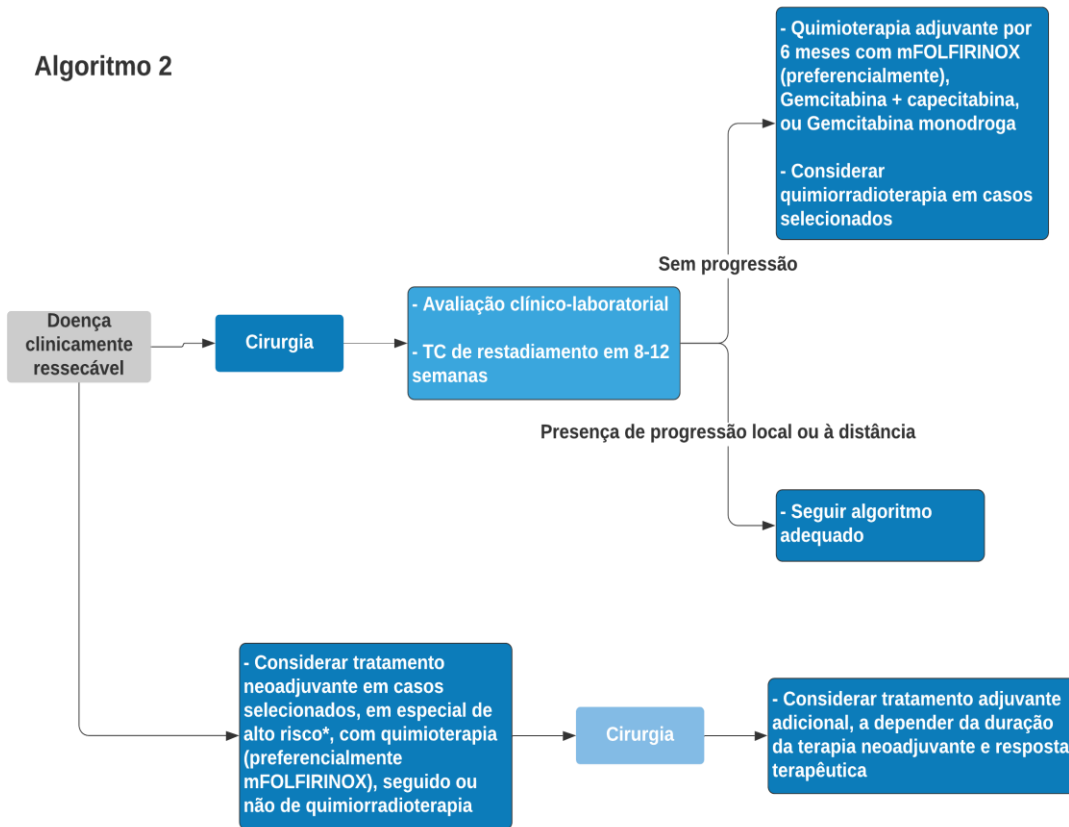 Algoritmo 2
- Quimioterapia adjuvante por
6 meses com mFOLFIRINOX
(preferencialmente),
Gemcitabina + capecitabina,
ou Gemcitabina monodroga
- Considerar
quimiorradioterapia em casos
selecionados
Sem progressão
Doença
clinicamente
ressecável
Cirurgia
- Avaliação clínico-laboratorial
- TC de restadiamento em 8-12
semanas
Presença de progressão local ou à distância
- Seguir algoritmo
adequado
- Considerar tratamento
neoadjuvante em casos
selecionados, em especial de
alto risco*, com quimioterapia
(preferencialmente
mFOLFIRINOX), seguido ou
não de quimiorradioterapia
Cirurgia
- Considerar tratamento adjuvante
adicional, a depender da duração
da terapia neoadjuvante e resposta
terapêutica